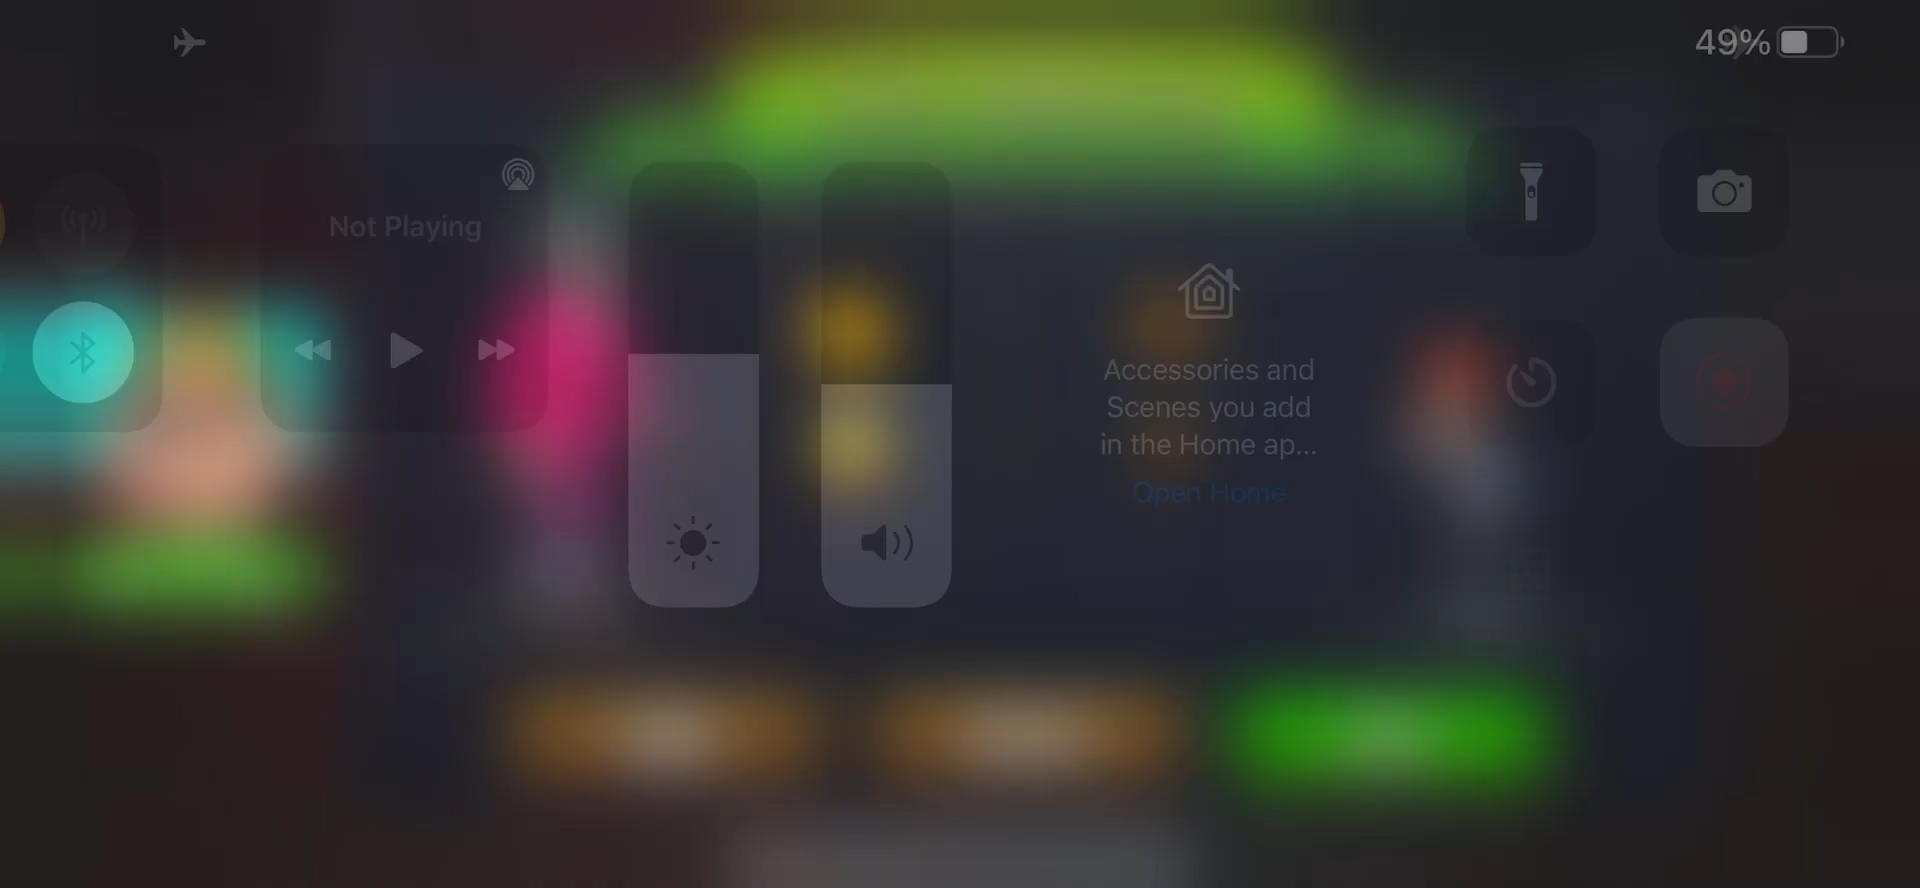 49%
Not Playing
Accessories and
Scenes you add
in the Home ap...
Open Home